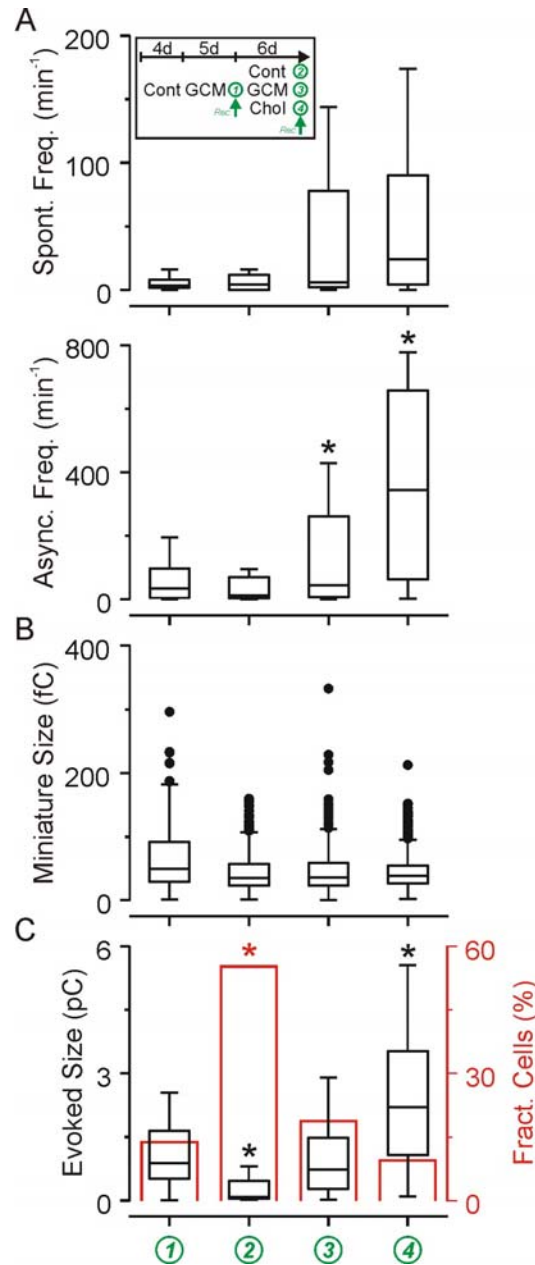 A
200
100
0
Spont. Freq. (min-1)
4d 5d 6d
Cont ②
Cont GCM ① GCM ③
Chol ④
Rec
Rec
800
400
0
Async. Freq. (min-1)
*
*
B
400
200
0
Miniature Size (fC)
C
6
3
0
Evoked Size (pC)
*
*
*
60
30
0
Fract. Cells (%)
① ② ③ ④